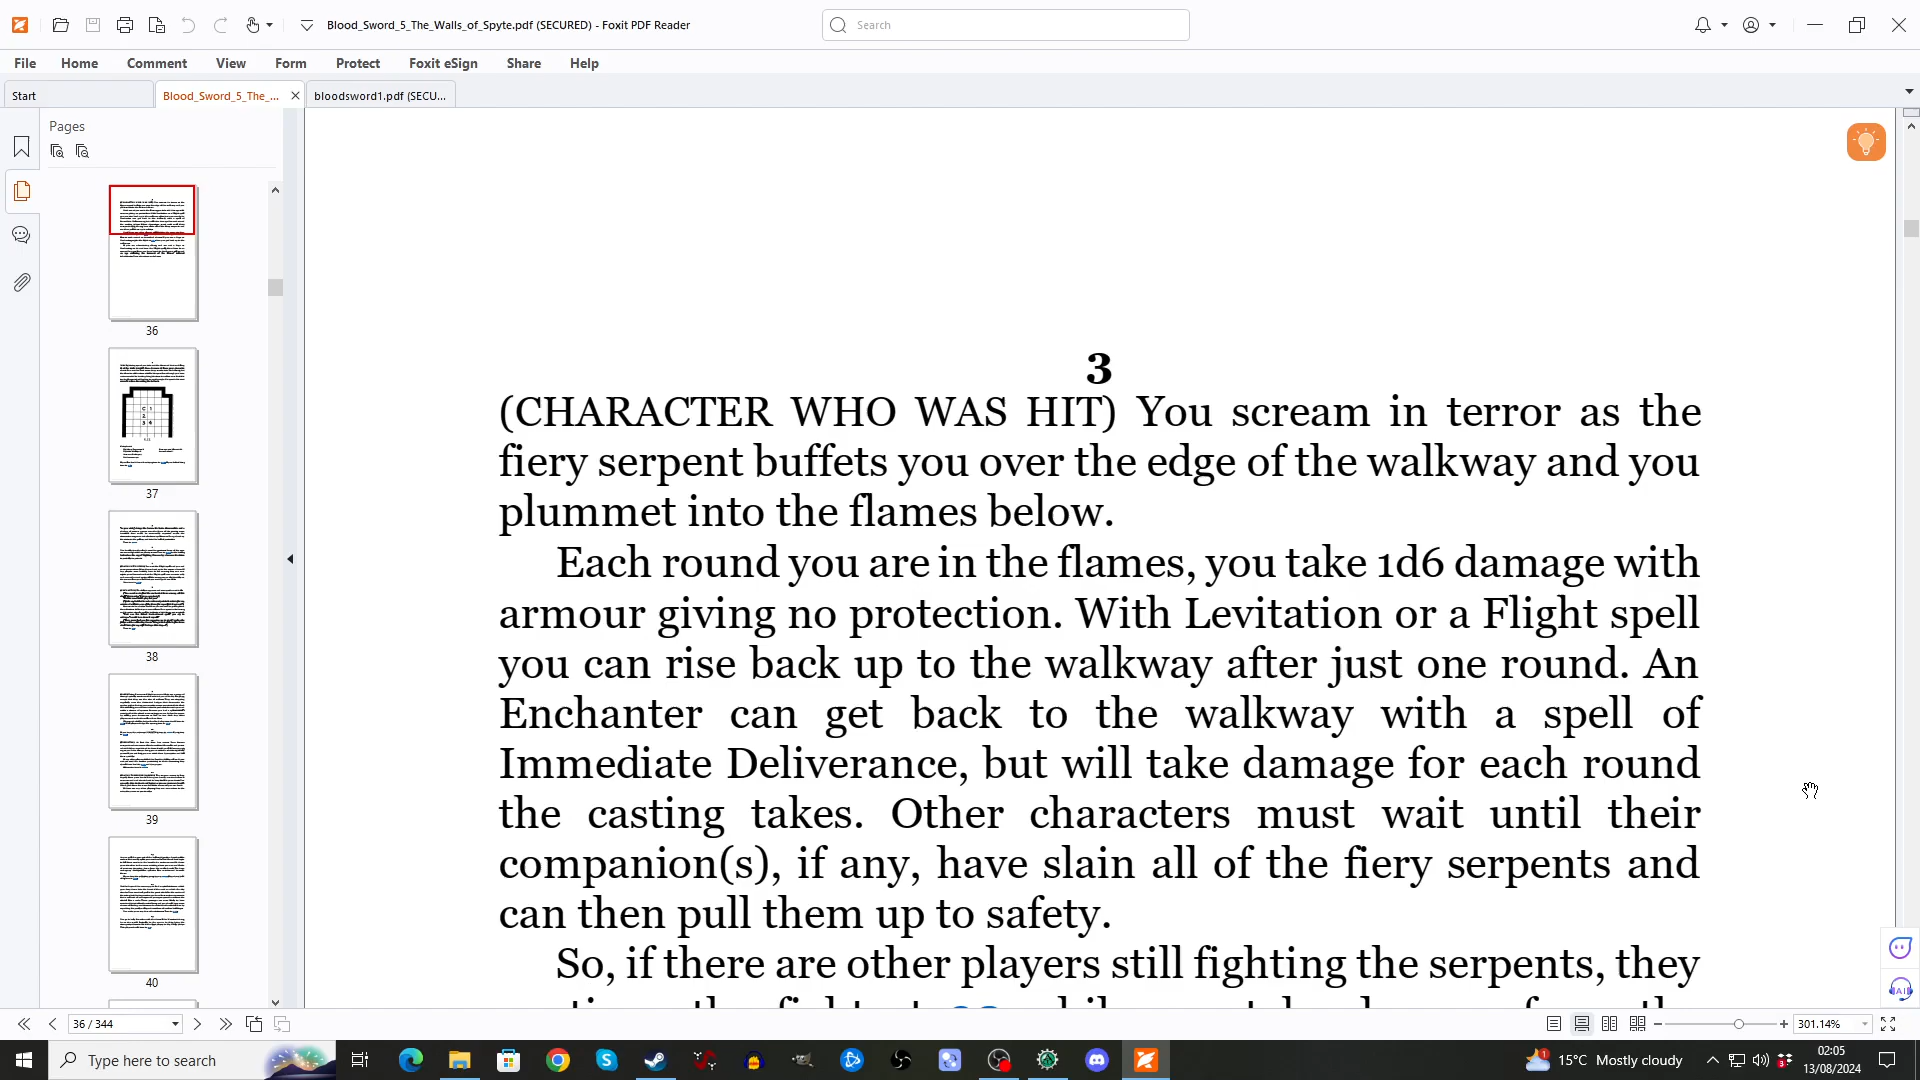 Blood_Sword_5_The_Walls_of_Spyte.pdf (SECURED) - Foxit PDF Reader
Search
File Home Comment View Form Protect Foxit eSign Share Help
Start Blood_Sword_5_The_... bloodsword1.pdf (SECU...
Pages
36
37
38
39
40
3
(CHARACTER WHO WAS HIT) You scream in terror as the
fiery serpent buffets you over the edge of the walkway and you
plummet into the flames below.
Each round you are in the flames, you take 1d6 damage with
armour giving no protection. With Levitation or a Flight spell
you can rise back up to the walkway after just one round. An
Enchanter can get back to the walkway with a spell of
Immediate Deliverance, but will take damage for each round
the casting takes. Other characters must wait until their
companion(s), if any, have slain all of the fiery serpents and
can then pull them up to safety.
So, if there are other players still fighting the serpents, they
36 / 344
301.14%
Type here to search
15°C Mostly cloudy
02:05
13/08/2024